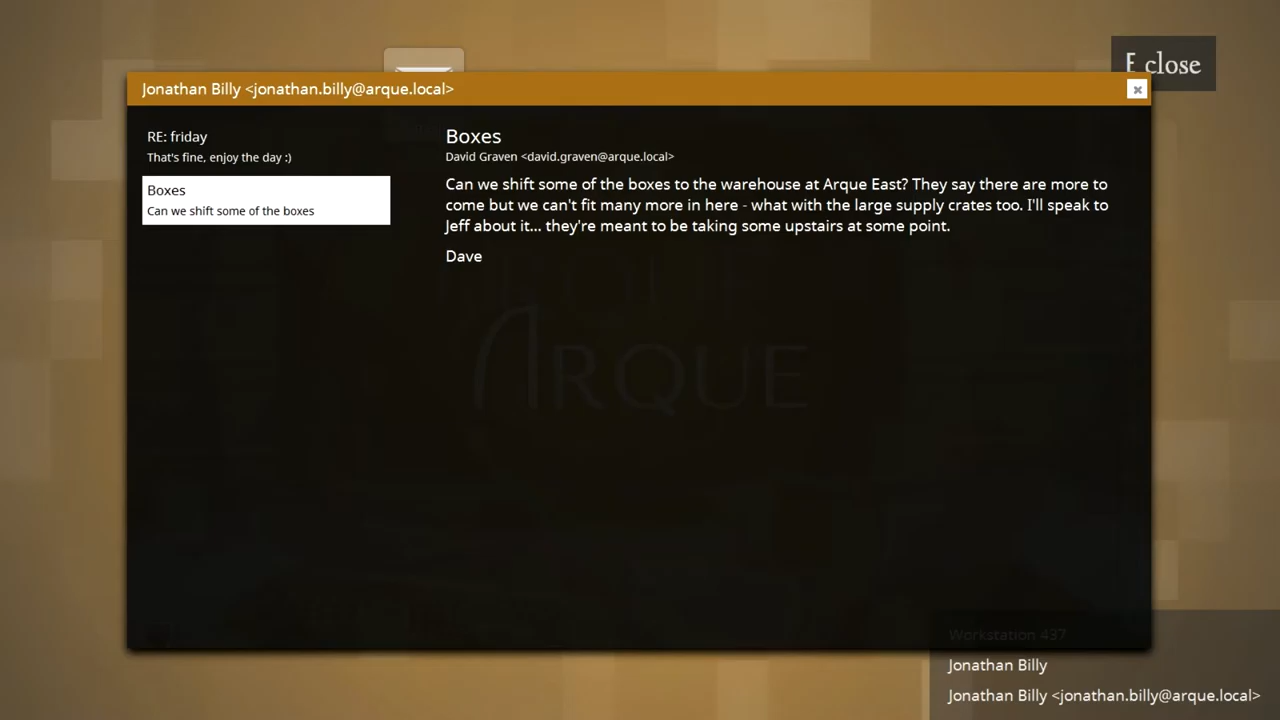 E close
Jonathan Billy <jonathan.billy@arque.local>
RE: friday
That's fine, enjoy the day :)
Boxes
Can we shift some of the boxes
Boxes
David Graven <david.graven@arque.local>
Can we shift some of the boxes to the warehouse at Arque East? They say there are more to
come but we can't fit many more in here - what with the large supply crates too. I'll speak to
Jeff about it... they're meant to be taking some upstairs at some point.
Dave
ARQUE
Workstation 437
Jonathan Billy
Jonathan Billy <jonathan.billy@arque.local>